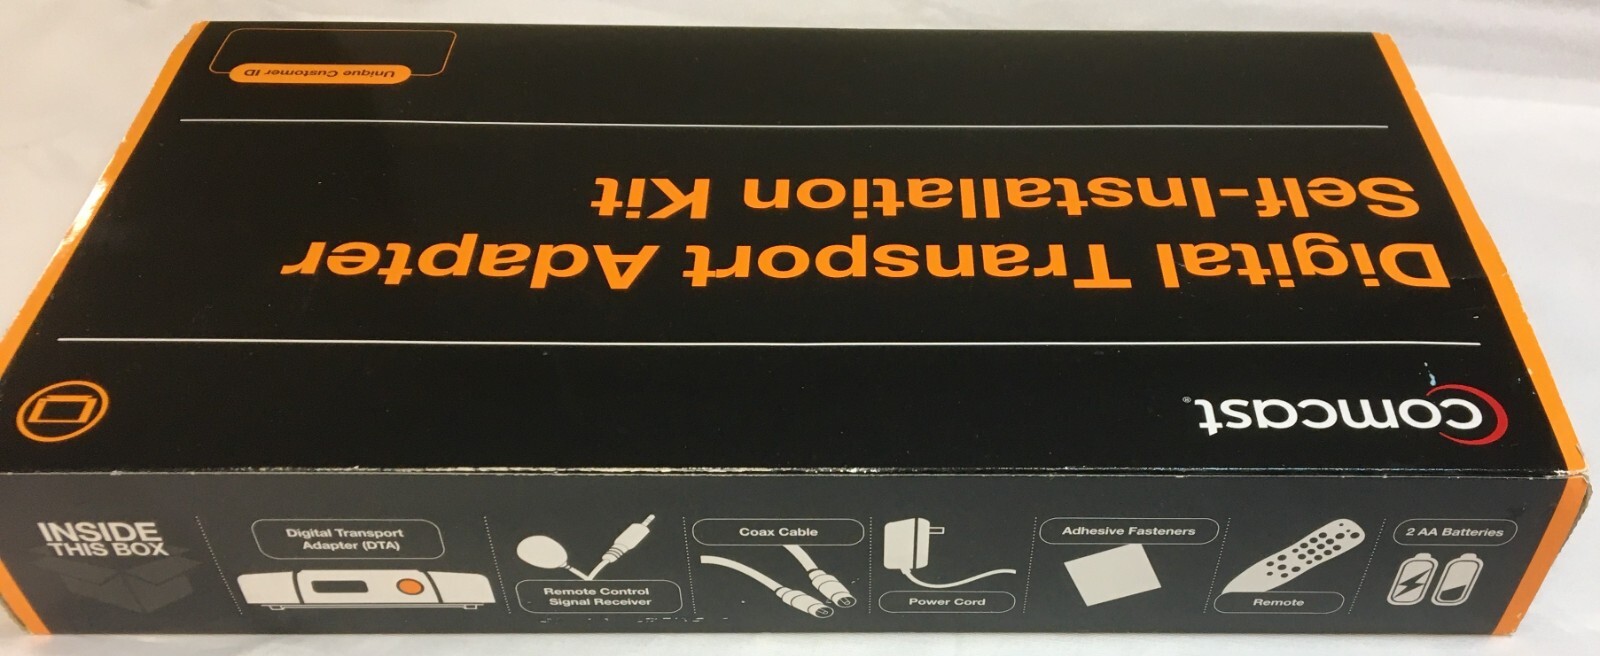 Comcast®
Digital Transport Adapter
Self-Installation Kit
Unique Customer ID
INSIDE
THIS BOX
Digital Transport
Adapter (DTA)
Remote Control
Signal Receiver
Coax Cable
Power Cord
Adhesive Fasteners
Remote
2 AA Batteries